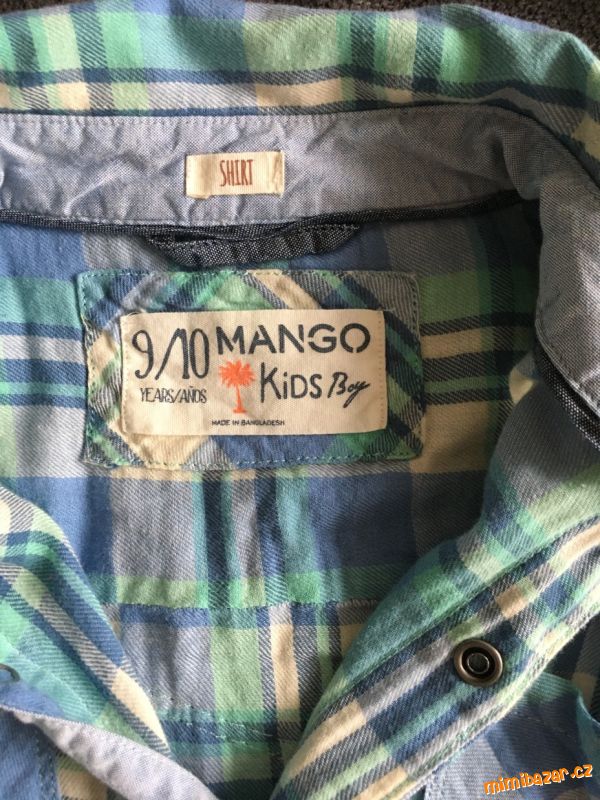 SHIRT
9/10 MANGO
YEARS/AÑOS KiDS Boy
MADE IN BANGLADESH
mimibazar.cz